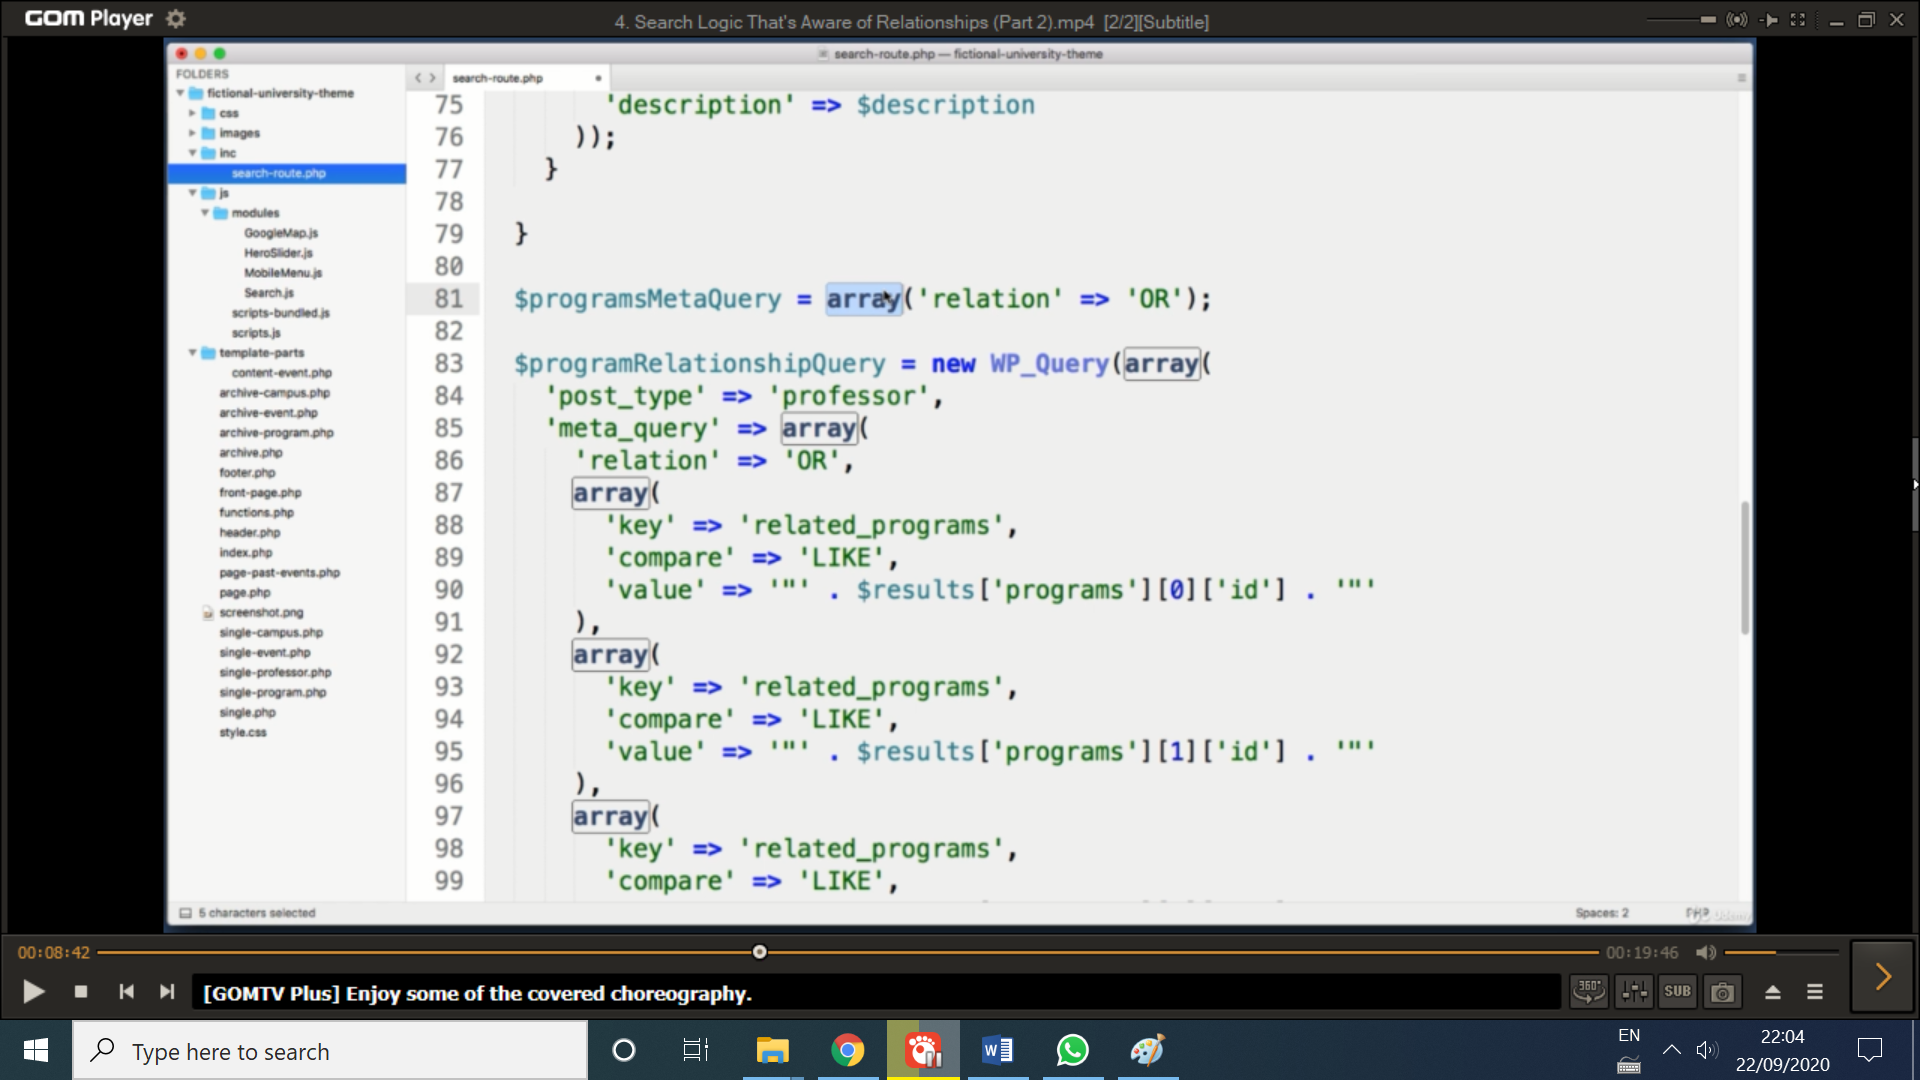 GOM Player
4. Search Logic That's Aware of Relationships (Part 2).mp4 [2/2][Subtitle]
search-route.php — fictional-university-theme
FOLDERS
fictional-university-theme
css
images
inc
search-route.php
js
modules
GoogleMap.js
HeroSlider.js
MobileMenu.js
Search.js
scripts-bundled.js
scripts.js
template-parts
content-event.php
archive-campus.php
archive-event.php
archive-program.php
archive.php
footer.php
front-page.php
functions.php
header.php
index.php
page-past-events.php
page.php
screenshot.png
single-campus.php
single-event.php
single-professor.php
single-program.php
single.php
style.css
search-route.php
75 'description' => $description
76 ));
77 }
78
79 }
80
81 $programsMetaQuery = array('relation' => 'OR');
82
83 $programRelationshipQuery = new WP_Query(array(
84 'post_type' => 'professor',
85 'meta_query' => array(
86 'relation' => 'OR',
87 array(
88 'key' => 'related_programs',
89 'compare' => 'LIKE',
90 'value' => '"' . $results['programs'][0]['id'] . '"'
91 ),
92 array(
93 'key' => 'related_programs',
94 'compare' => 'LIKE',
95 'value' => '"' . $results['programs'][1]['id'] . '"'
96 ),
97 array(
98 'key' => 'related_programs',
99 'compare' => 'LIKE',
5 characters selected
Spaces: 2
PHP
Udemy
00:08:42
00:19:46
[GOMTV Plus] Enjoy some of the covered choreography.
360°
SUB
Type here to search
EN
22:04
22/09/2020